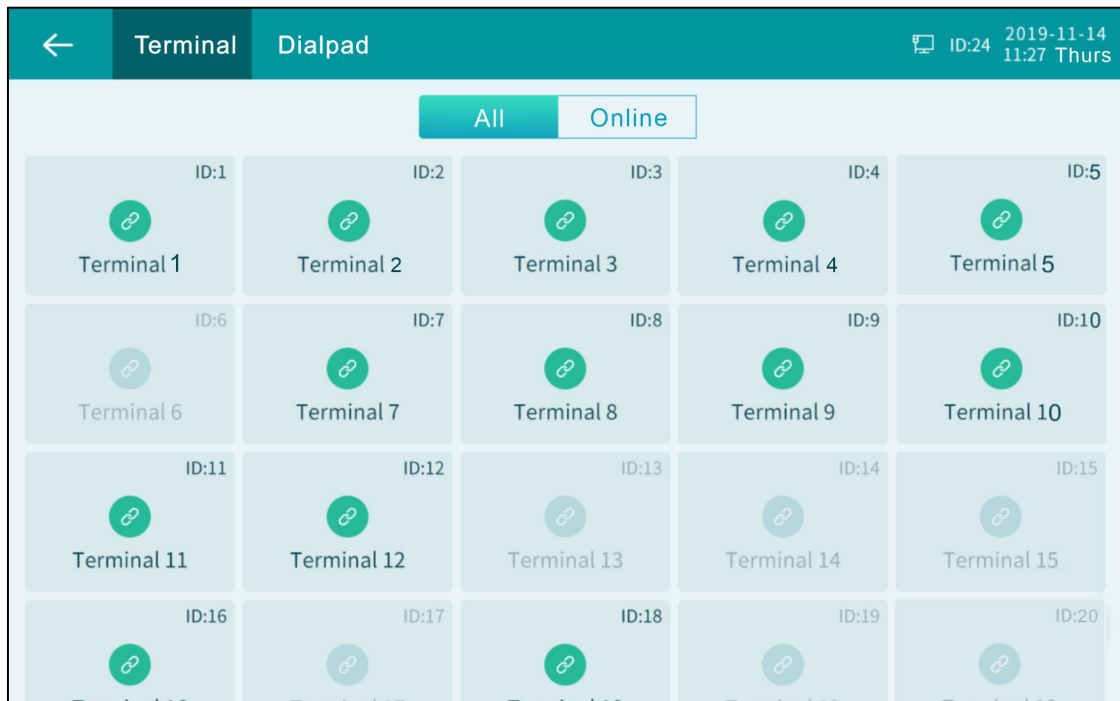 Terminal Dialpad ID:24 2019-11-14
11:27 Thurs
All Online
ID:1 ID:2 ID:3 ID:4 ID:5
Terminal 1 Terminal 2 Terminal 3 Terminal 4 Terminal 5
ID:6 ID:7 ID:8 ID:9 ID:10
Terminal 6 Terminal 7 Terminal 8 Terminal 9 Terminal 10
ID:11 ID:12 ID:13 ID:14 ID:15
Terminal 11 Terminal 12 Terminal 13 Terminal 14 Terminal 15
ID:16 ID:17 ID:18 ID:19 ID:20